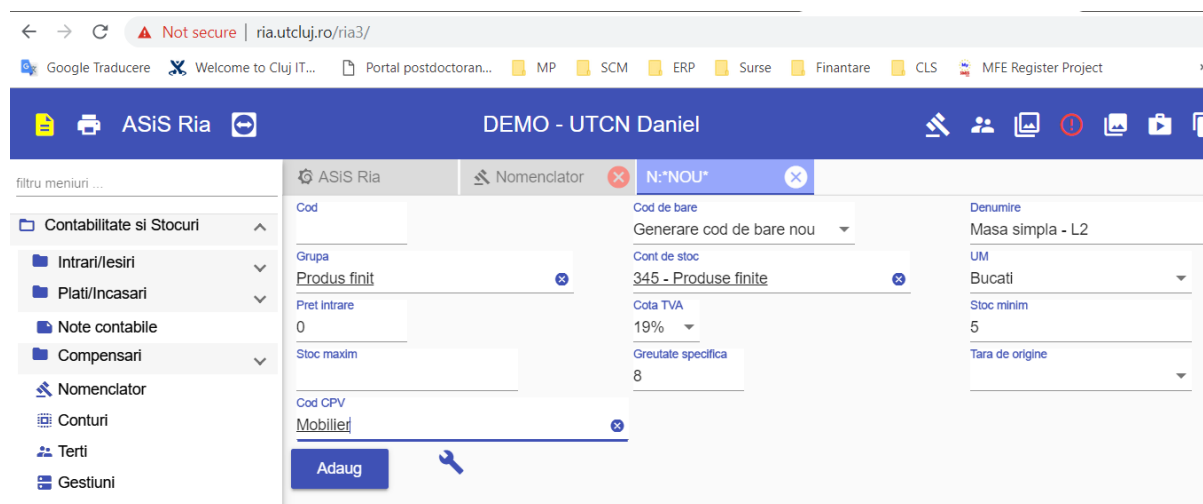 Not secure | ria.utcluj.ro/ria3/
Google Traducere Welcome to Cluj IT... Portal postdoctoran... MP SCM ERP Surse Finantare CLS MFE Register Project
ASiS Ria DEMO - UTCN Daniel
filtru meniuri ...
ASiS Ria Nomenclator N:*NOU*
Contabilitate si Stocuri
Intrari/Iesiri
Plati/Incasari
Note contabile
Compensari
Nomenclator
Conturi
Terti
Gestiuni
Cod Cod de bare Denumire
Generare cod de bare nou Masa simpla - L2
Grupa Cont de stoc UM
Produs finit 345 - Produse finite Bucati
Pret intrare Cota TVA Stoc minim
0 19% 5
Stoc maxim Greutate specifica Tara de origine
8
Cod CPV
Mobilier
Adaug